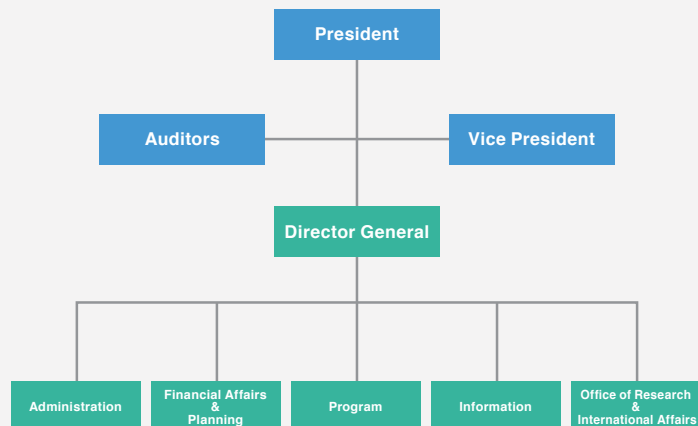 President
Auditors
Vice President
Director General
Administration
Financial Affairs
&
Planning
Program
Information
Office of Research
&
International Affairs